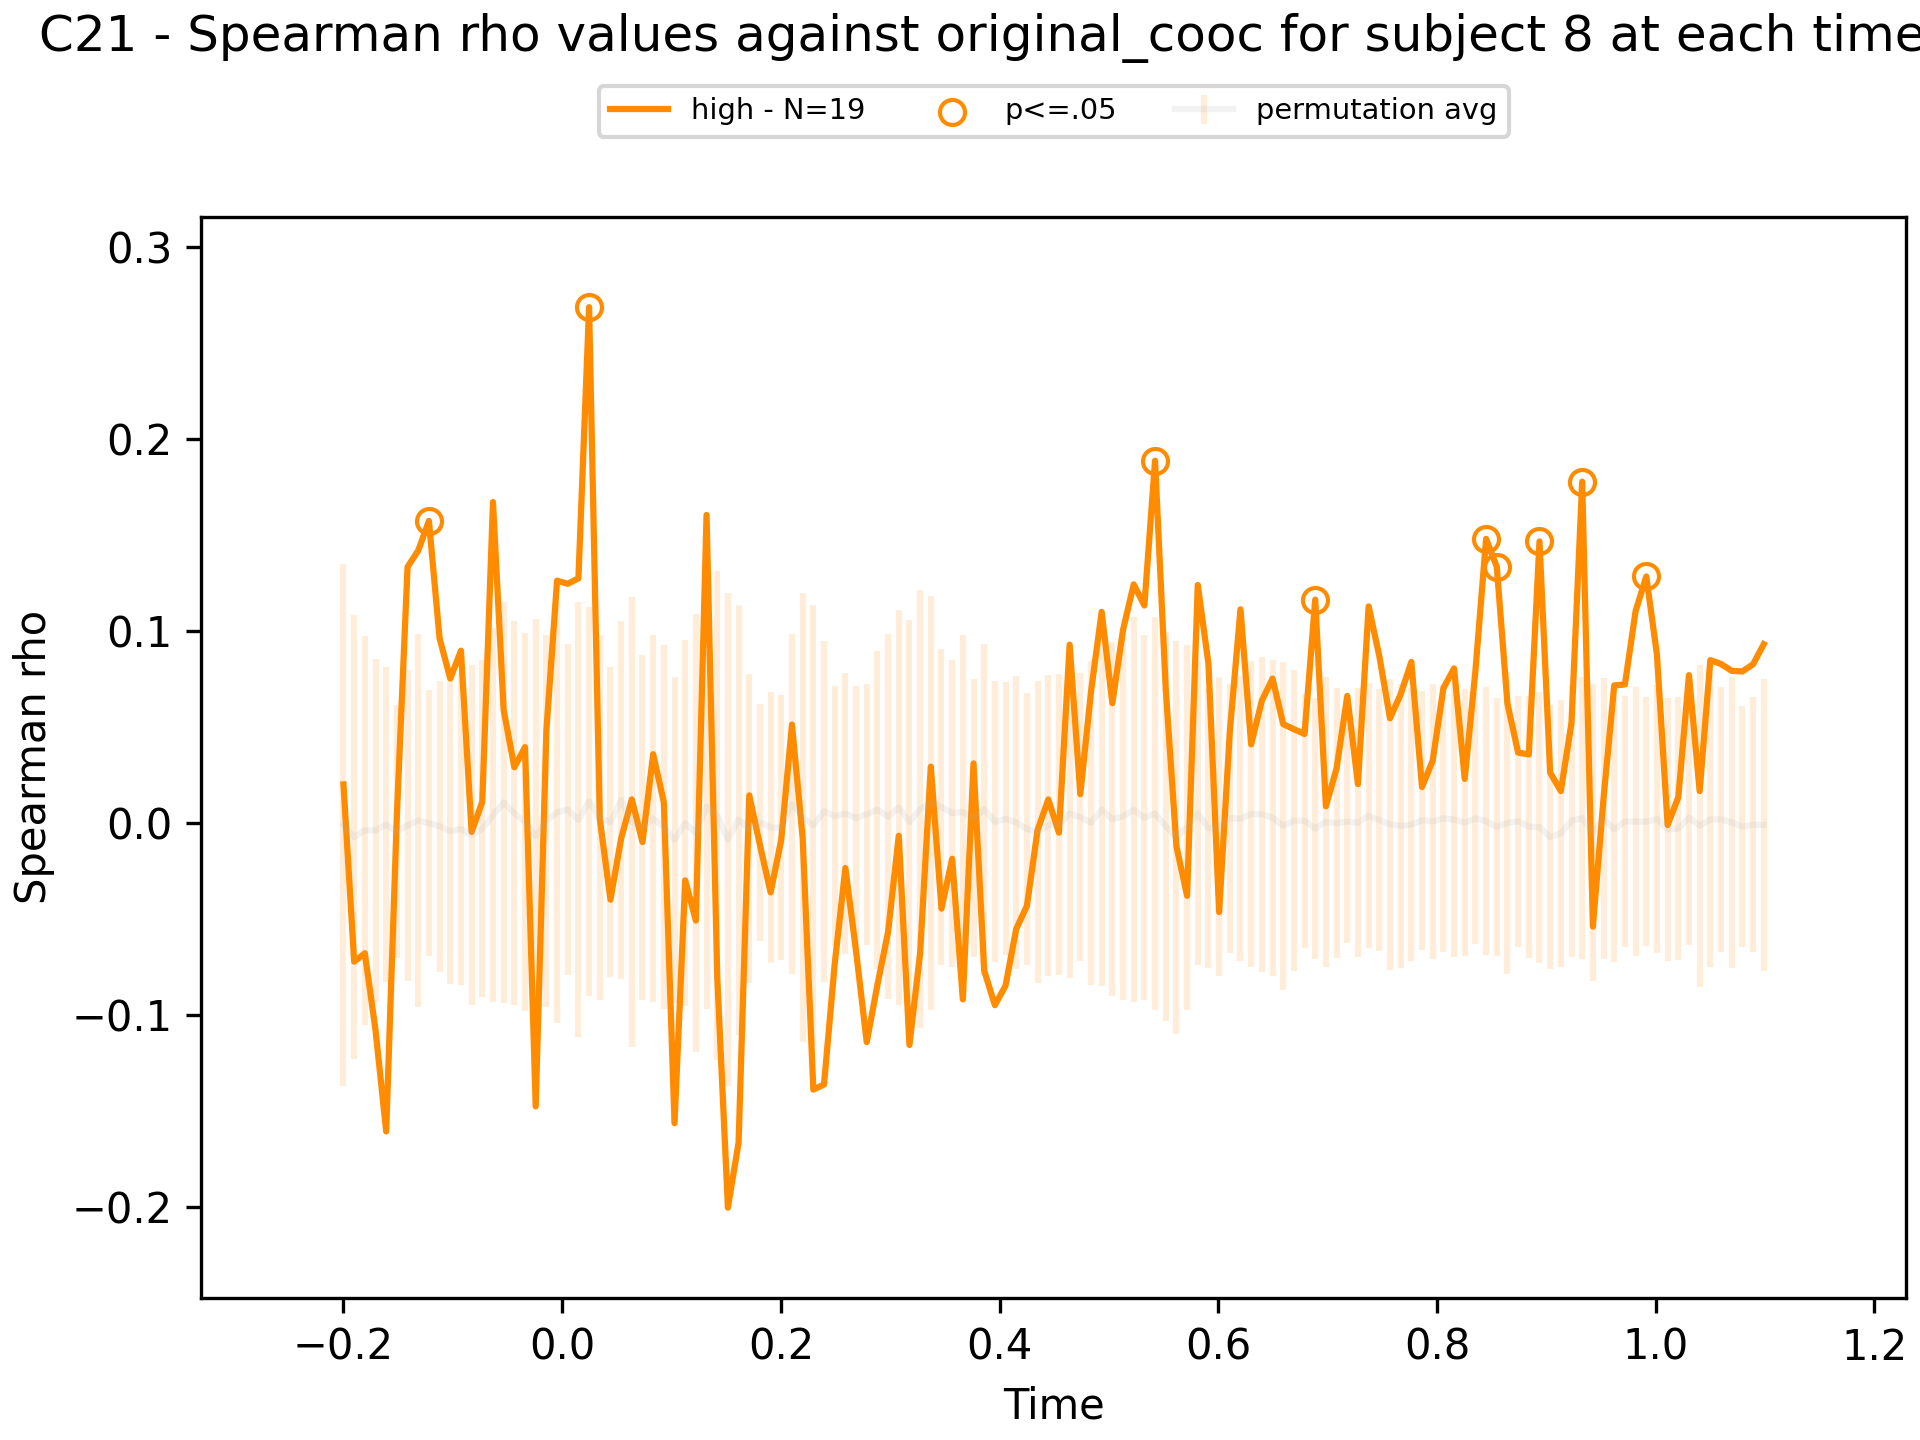 C21 - Spearman rho values against original_cooc for subject 8 at each time
high - N=19 p<=.05 permutation avg
0.3
0.2
0.1
0.0
−0.1
−0.2
Spearman rho
−0.2 0.0 0.2 0.4 0.6 0.8 1.0 1.2
Time